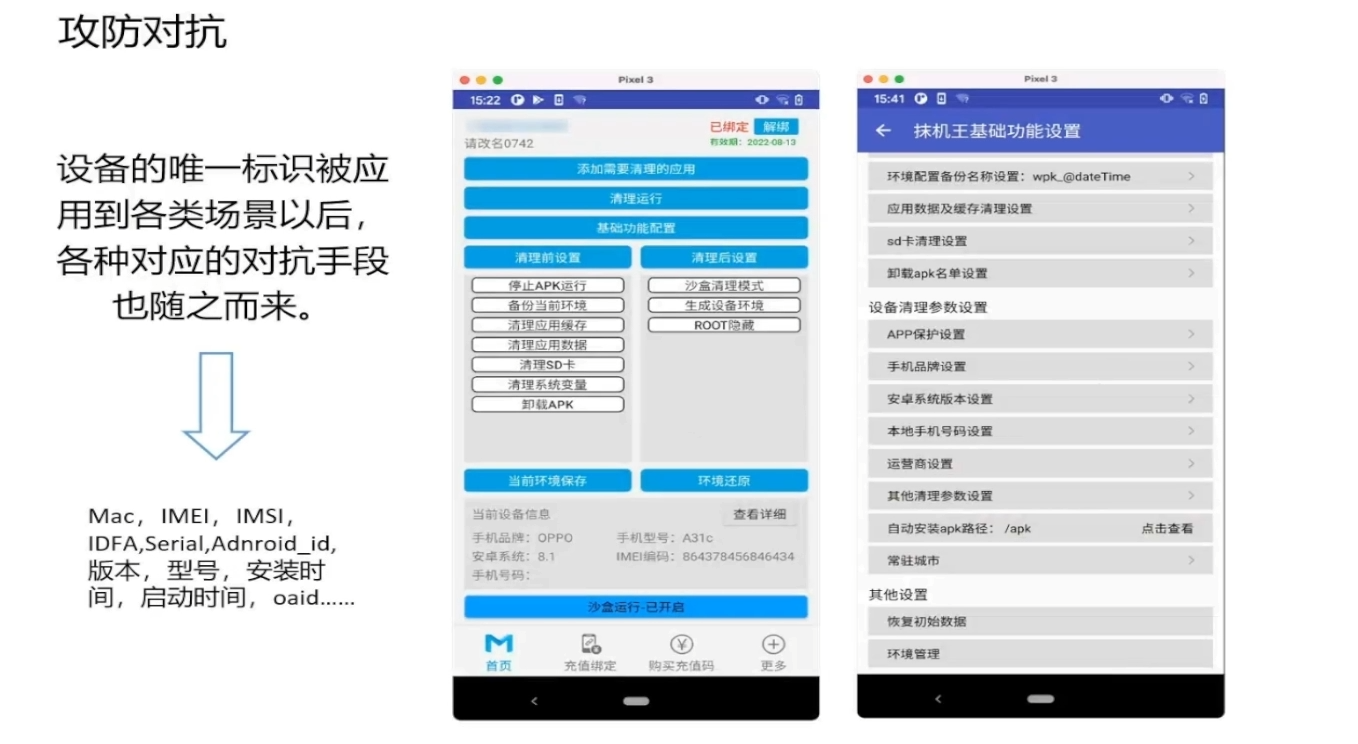 攻防对抗
设备的唯一标识被应
用到各类场景以后，
各种对应的对抗手段
也随之而来。
Mac，IMEI，IMSI，
IDFA,Serial,Adnroid_id,
版本，型号，安装时
间，启动时间，oaid……
Pixel 3
15:22
已绑定 解绑
请改名0742
有效期：2022-08-13
添加需要清理的应用
清理运行
基础功能配置
清理前设置
清理后设置
停止APK运行
备份当前环境
清理应用缓存
清理应用数据
清理SD卡
清理系统变量
卸载APK
沙盒清理模式
生成设备环境
ROOT隐藏
当前环境保存
环境还原
当前设备信息 查看详细
手机品牌：OPPO 手机型号：A31c
安卓系统：8.1 IMEI编码：864378456846434
手机号码：
沙盒运行-已开启
首页 充值绑定 购买充值码 更多
Pixel 3
15:41
抹机王基础功能设置
环境配置备份名称设置：wpk_@dateTime
应用数据及缓存清理设置
sd卡清理设置
卸载apk名单设置
设备清理参数设置
APP保护设置
手机品牌设置
安卓系统版本设置
本地手机号码设置
运营商设置
其他清理参数设置
自动安装apk路径： /apk 点击查看
常驻城市
其他设置
恢复初始数据
环境管理